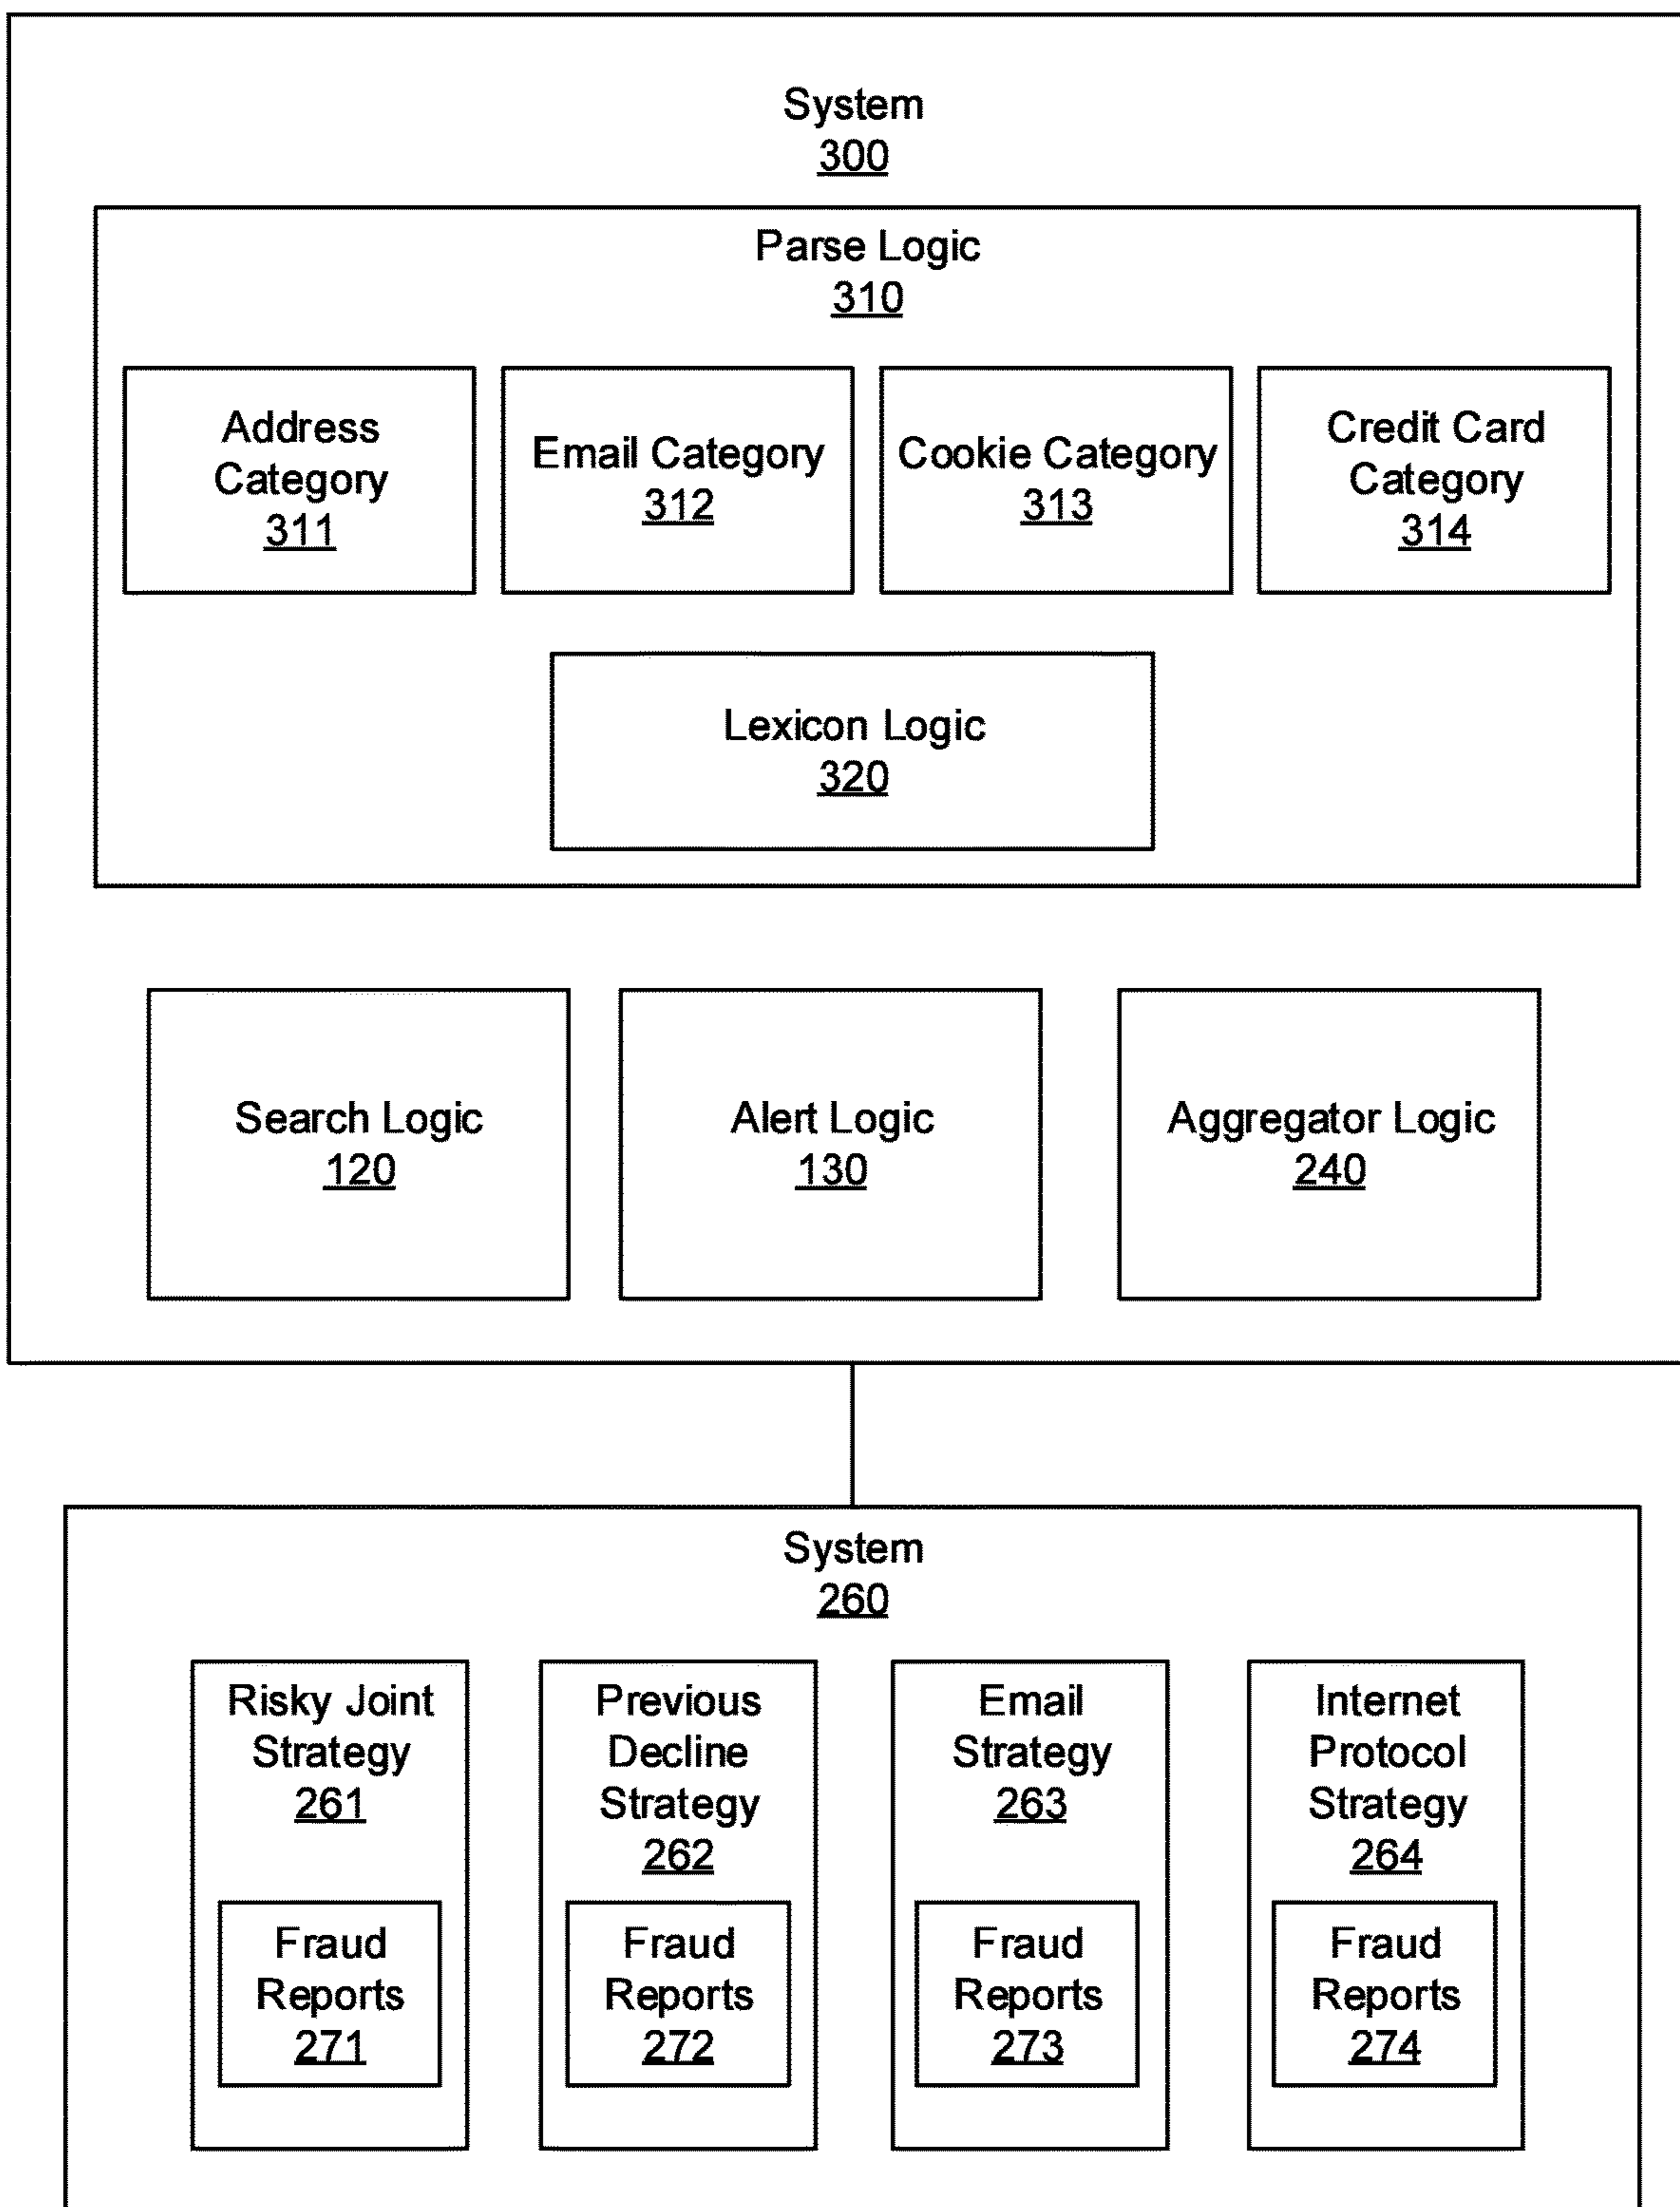 System
300
Parse Logic
310
Address
Category
311
Email Category
312
Cookie Category
313
Credit Card
Category
314
Lexicon Logic
320
Search Logic
120
Alert Logic
130
Aggregator Logic
240
System
260
Risky Joint
Strategy
261
Fraud
Reports
271
Previous
Decline
Strategy
262
Fraud
Reports
272
Email
Strategy
263
Fraud
Reports
273
Internet
Protocol
Strategy
264
Fraud
Reports
274